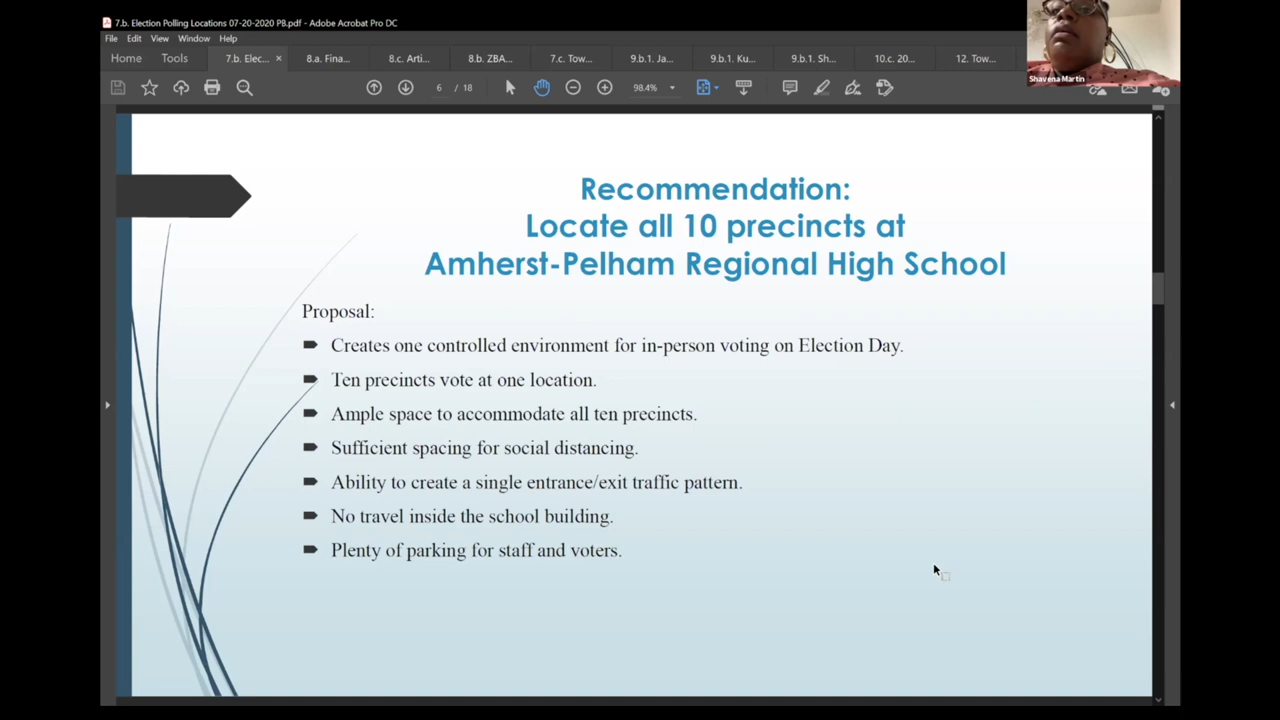 7.b. Election Polling Locations 07-20-2020 PB.pdf - Adobe Acrobat Pro DC
File Edit View Window Help
Home Tools 7.b. Elec... × 8.a. Fina... 8.c. Arti... 8.b. ZBA... 7.c. Tow... 9.b.1. Ja... 9.b.1. Ku... 9.b.1. Sh... 10.c. 20... 12. Tow...
Shavena Martin
6 / 18 98.4%
Recommendation:
Locate all 10 precincts at
Amherst-Pelham Regional High School
Proposal:
Creates one controlled environment for in-person voting on Election Day.
Ten precincts vote at one location.
Ample space to accommodate all ten precincts.
Sufficient spacing for social distancing.
Ability to create a single entrance/exit traffic pattern.
No travel inside the school building.
Plenty of parking for staff and voters.